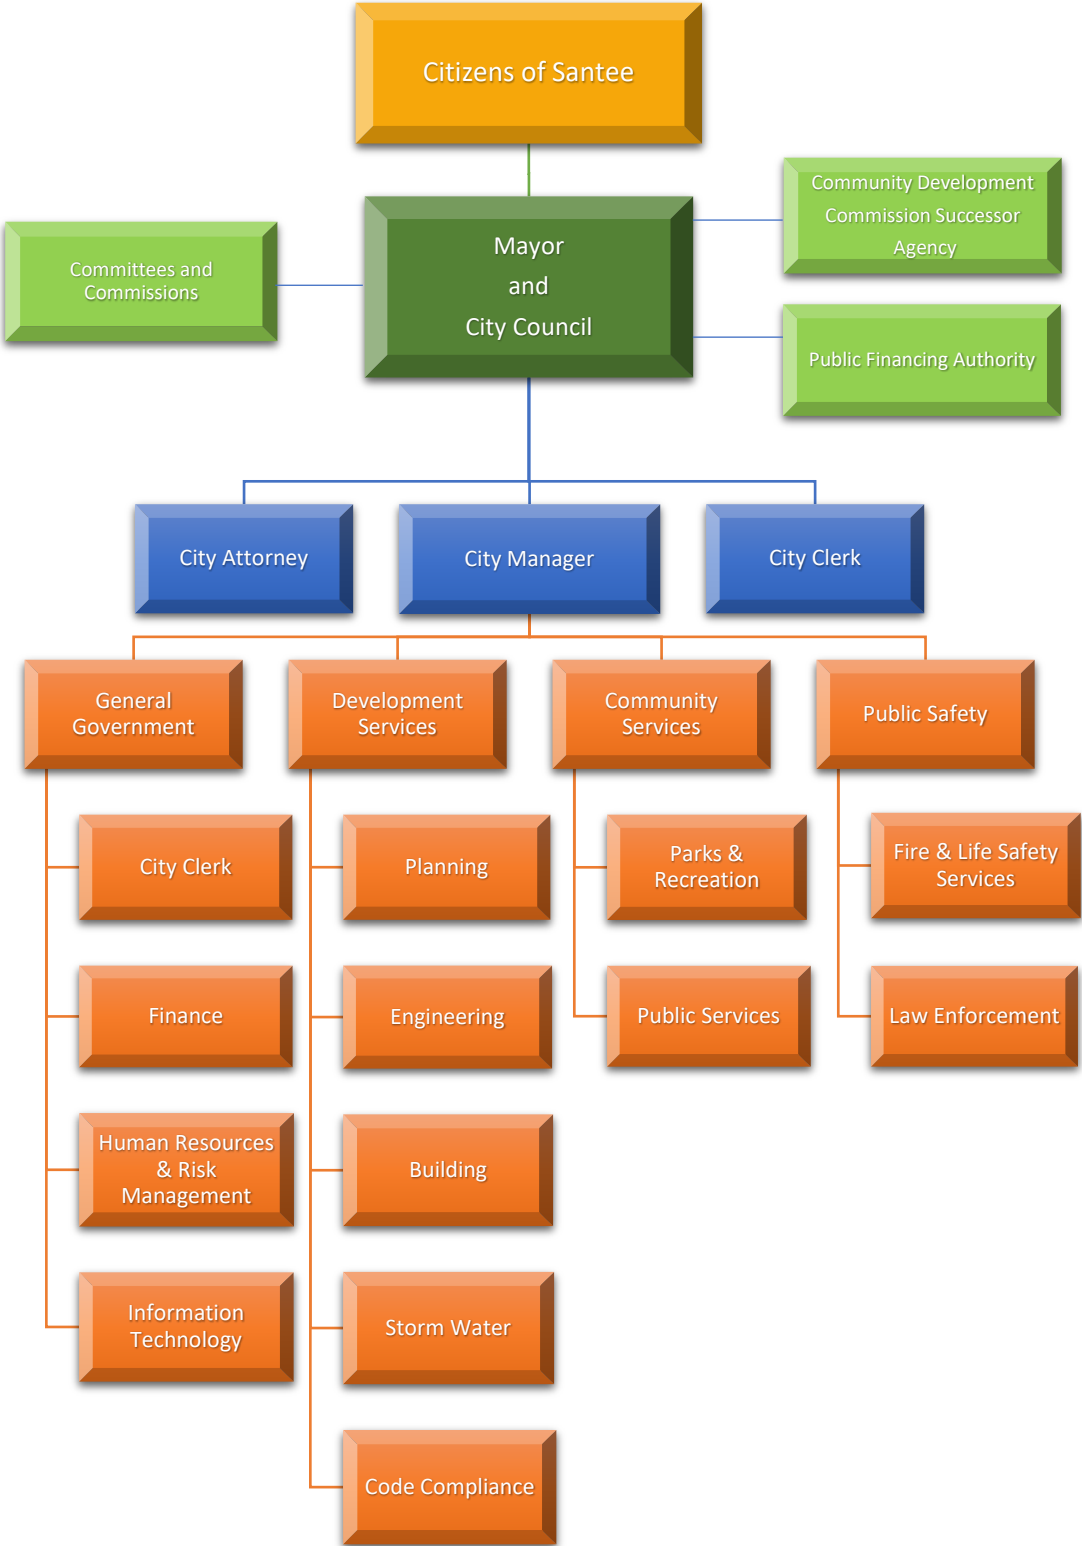 Citizens of Santee
Community Development
Commission Successor
Agency
Mayor
and
City Council
Committees and
Commissions
Public Financing Authority
City Attorney
City Manager
City Clerk
General
Government
Development
Services
Community
Services
Public Safety
City Clerk
Planning
Parks &
Recreation
Fire & Life Safety
Services
Finance
Engineering
Public Services
Law Enforcement
Human Resources
& Risk
Management
Building
Information
Technology
Storm Water
Code Compliance